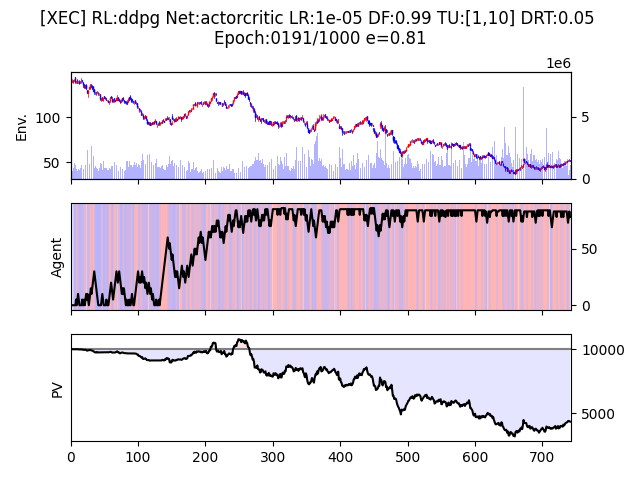 [XEC] RL:ddpg Net:actorcritic LR:1e-05 DF:0.99 TU:[1,10] DRT:0.05
Epoch:0191/1000 e=0.81
1e6
Env.
100
50
5
0
Agent
50
0
PV
10000
5000
0 100 200 300 400 500 600 700